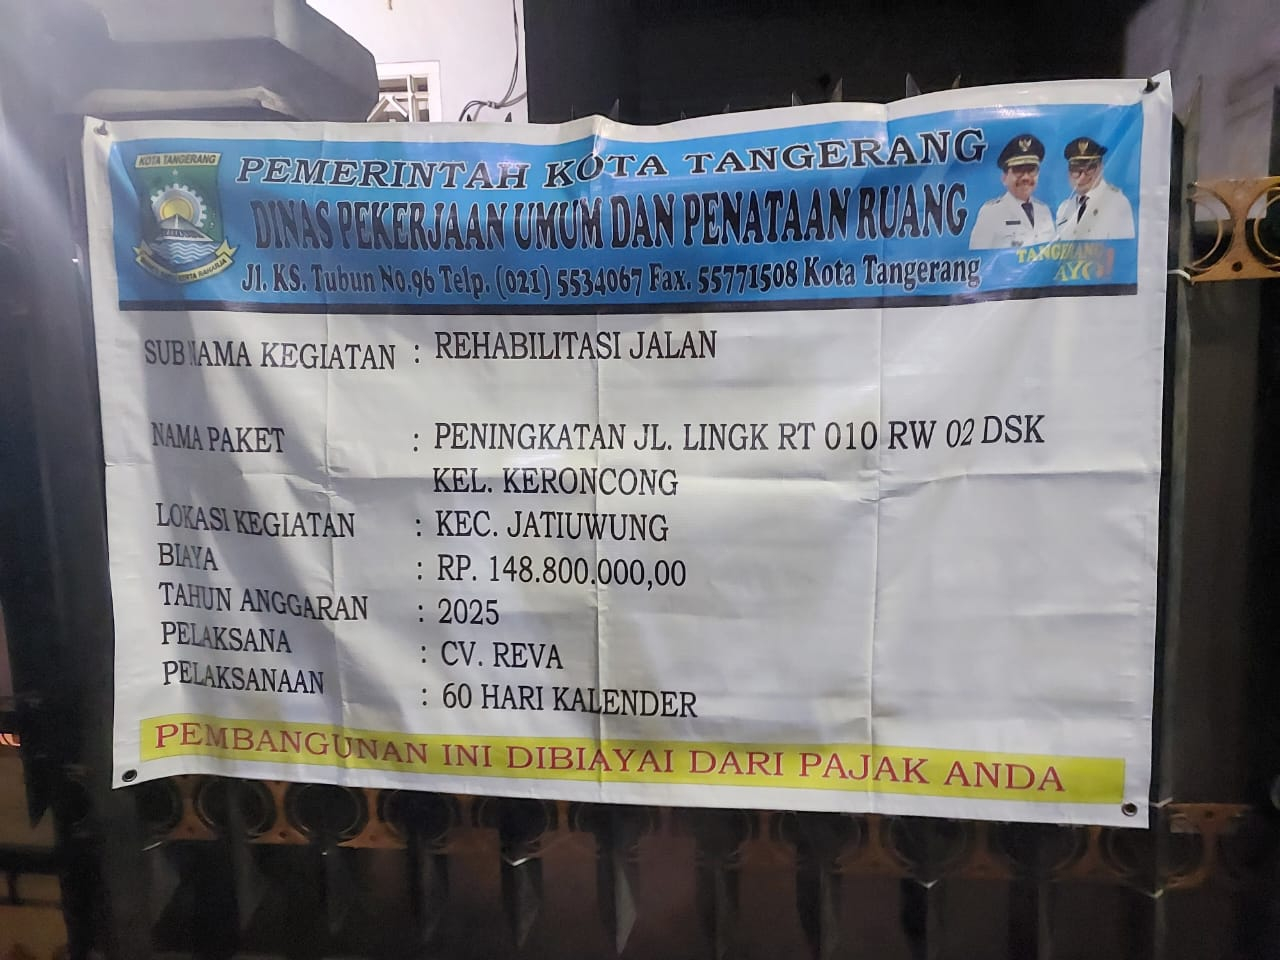 KOTA TANGERANG
PEMERINTAH KOTA TANGERANG
DINAS PEKERJAAN UMUM DAN PENATAAN RUANG
Jl. KS. Tubun No.96 Telp. (021) 5534067 Fax. 55771508 Kota Tangerang
TANGERANG
AYO!
SUB NAMA KEGIATAN : REHABILITASI JALAN
NAMA PAKET : PENINGKATAN JL. LINGK RT 010 RW 02 DSK
KEL. KERONCONG
LOKASI KEGIATAN : KEC. JATIUWUNG
BIAYA : RP. 148.800.000,00
TAHUN ANGGARAN : 2025
PELAKSANA : CV. REVA
PELAKSANAAN : 60 HARI KALENDER
PEMBANGUNAN INI DIBIAYAI DARI PAJAK ANDA